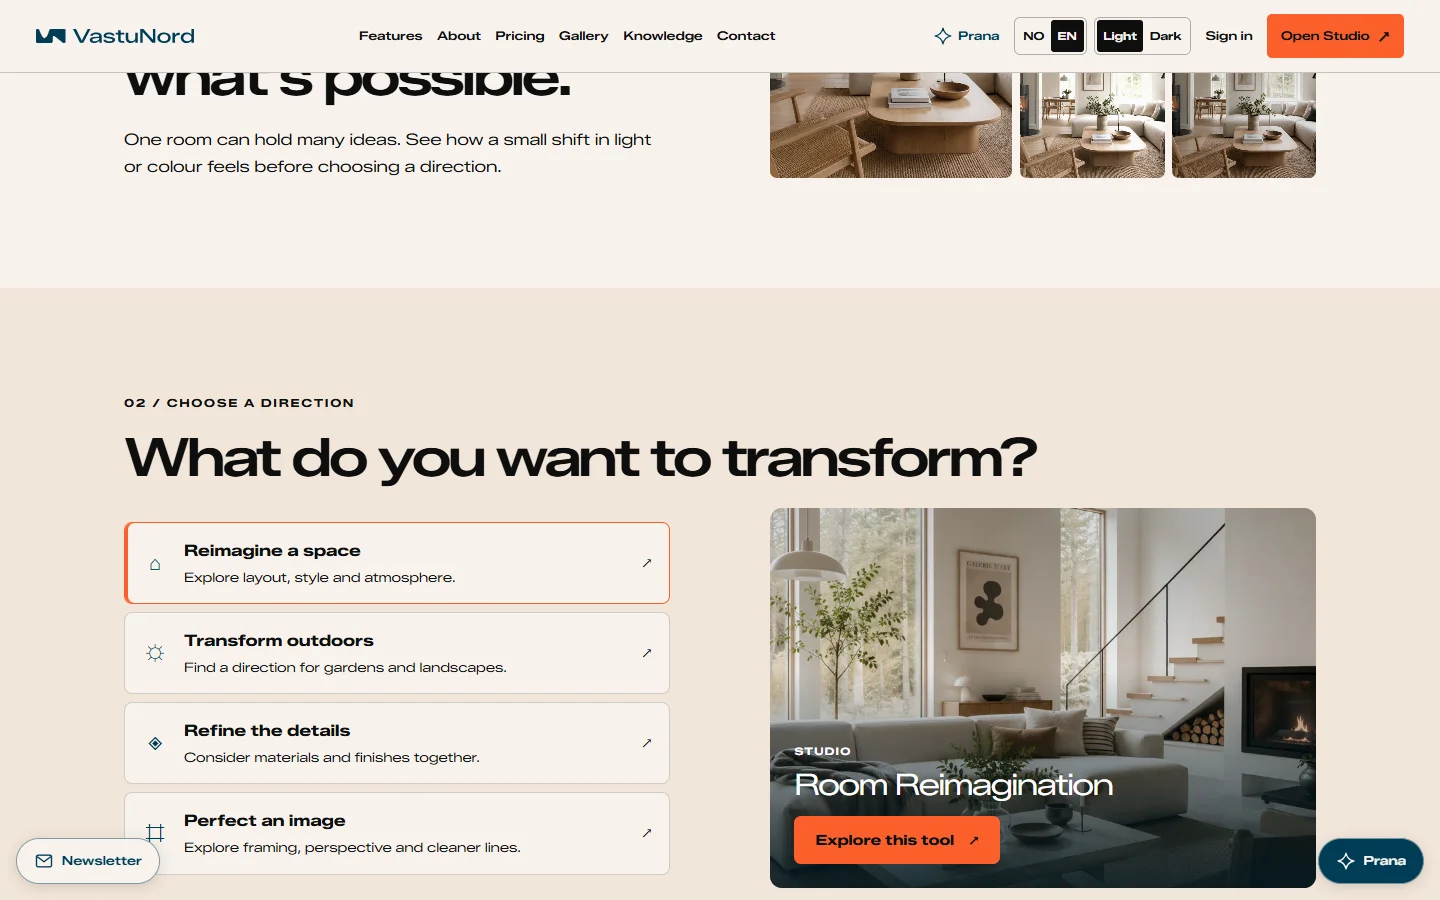 VastuNord
Features
About
Pricing
Gallery
Knowledge
Contact
Prana
NO
EN
Light
Dark
Sign in
Open Studio ↗
what's possible.
One room can hold many ideas. See how a small shift in light
or colour feels before choosing a direction.
02 / CHOOSE A DIRECTION
What do you want to transform?
Reimagine a space
Explore layout, style and atmosphere.
↗
Transform outdoors
Find a direction for gardens and landscapes.
↗
Refine the details
Consider materials and finishes together.
↗
Perfect an image
Explore framing, perspective and cleaner lines.
↗
GALERIE D'ART
STUDIO
Room Reimagination
Explore this tool ↗
Newsletter
Prana